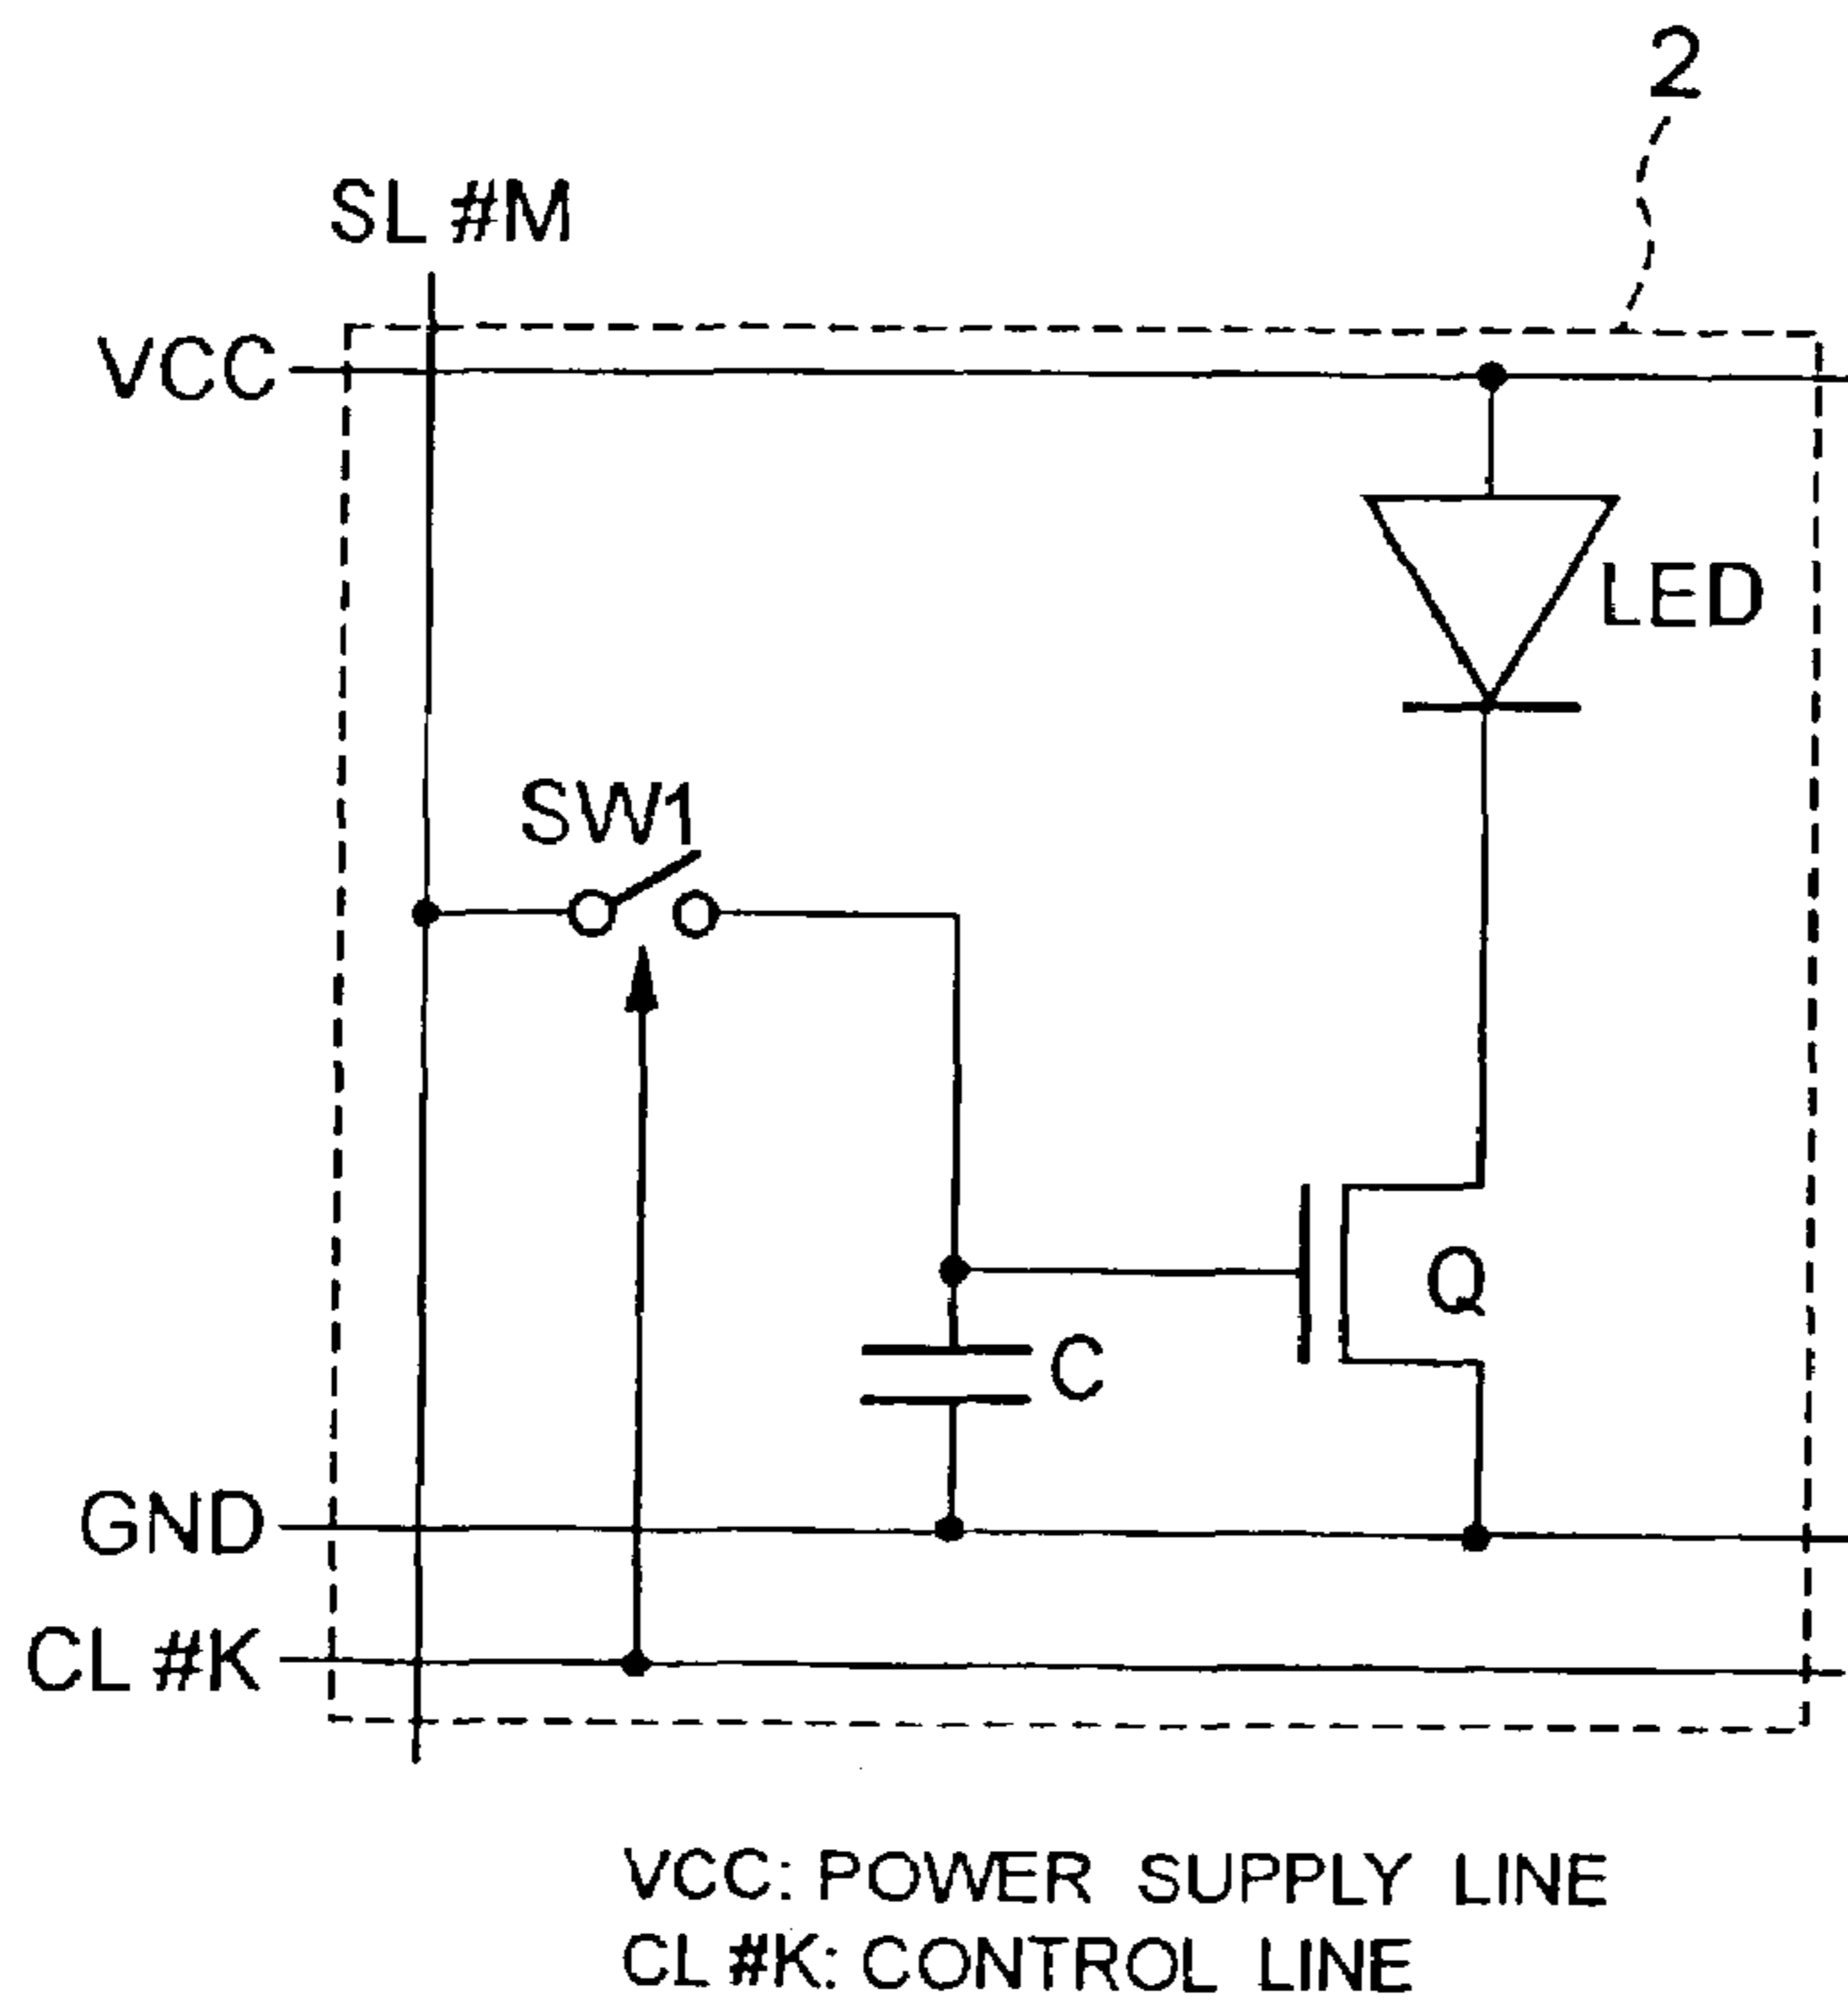 2
SL #M
VCC
LED
SW1
Q
C
GND
CL #K
VCC: POWER SUPPLY LINE
CL #K: CONTROL LINE